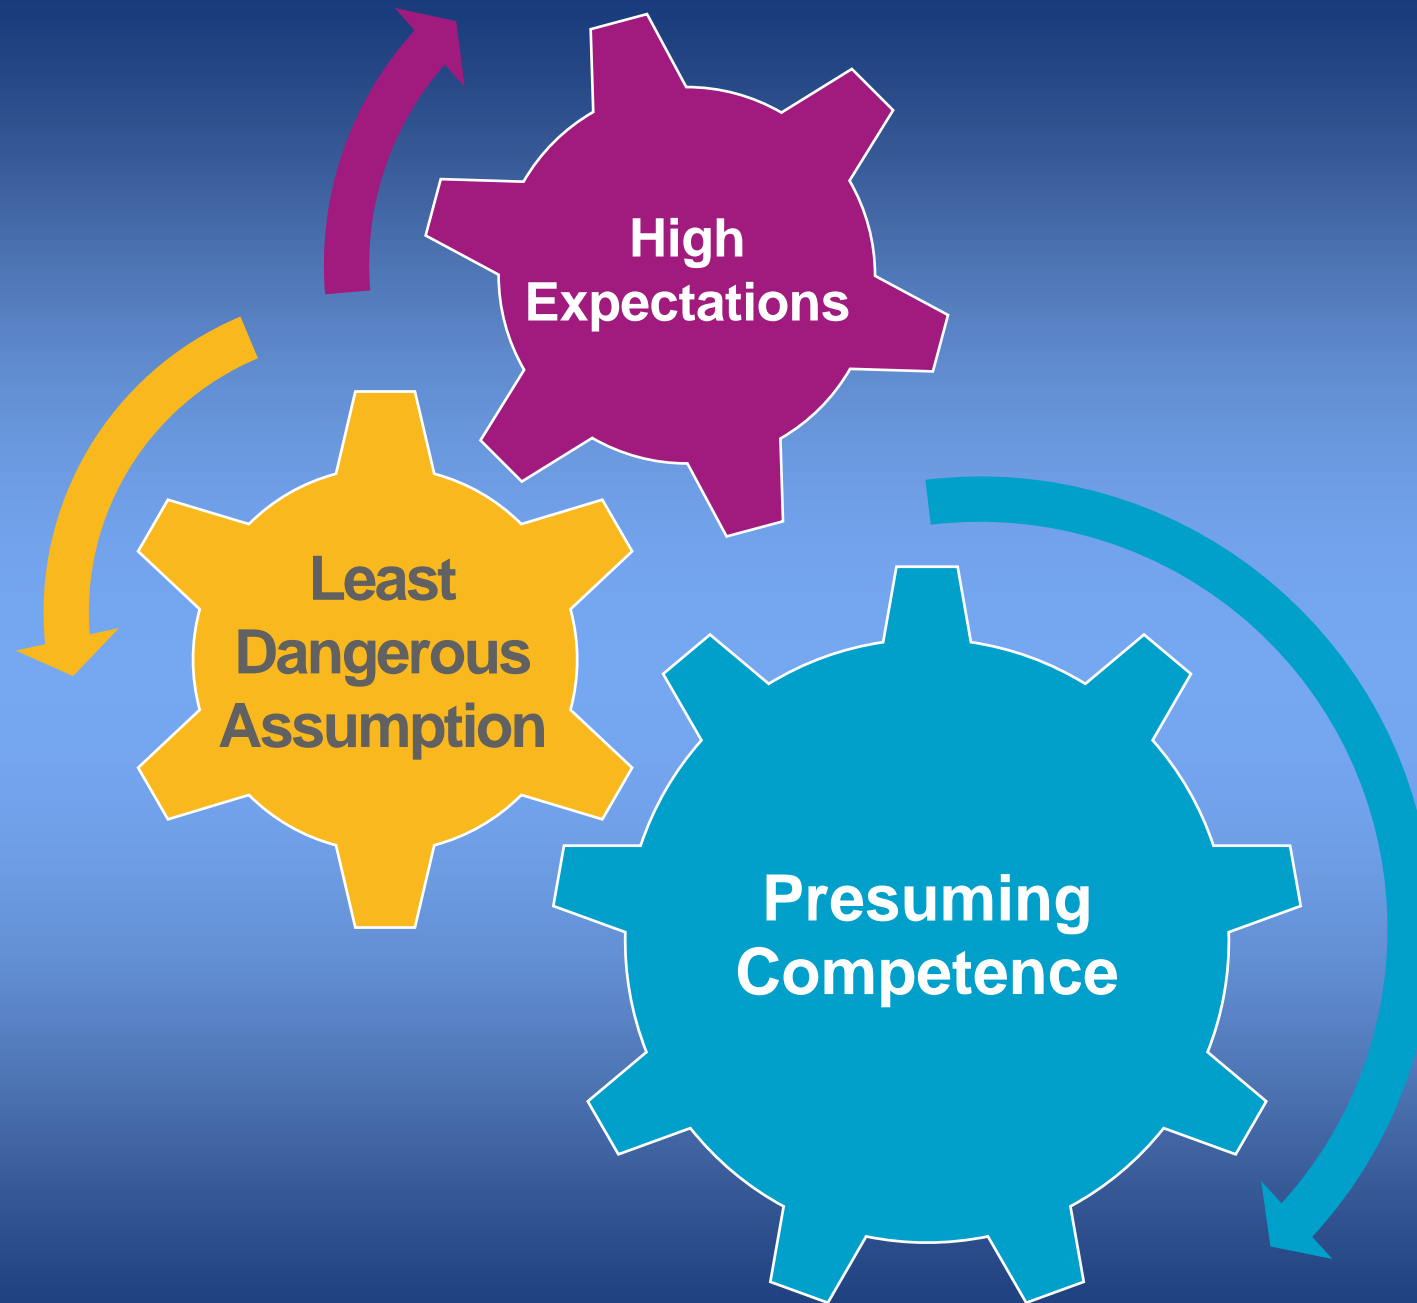 High
Expectations
Least
Dangerous
Assumption
Presuming
Competence